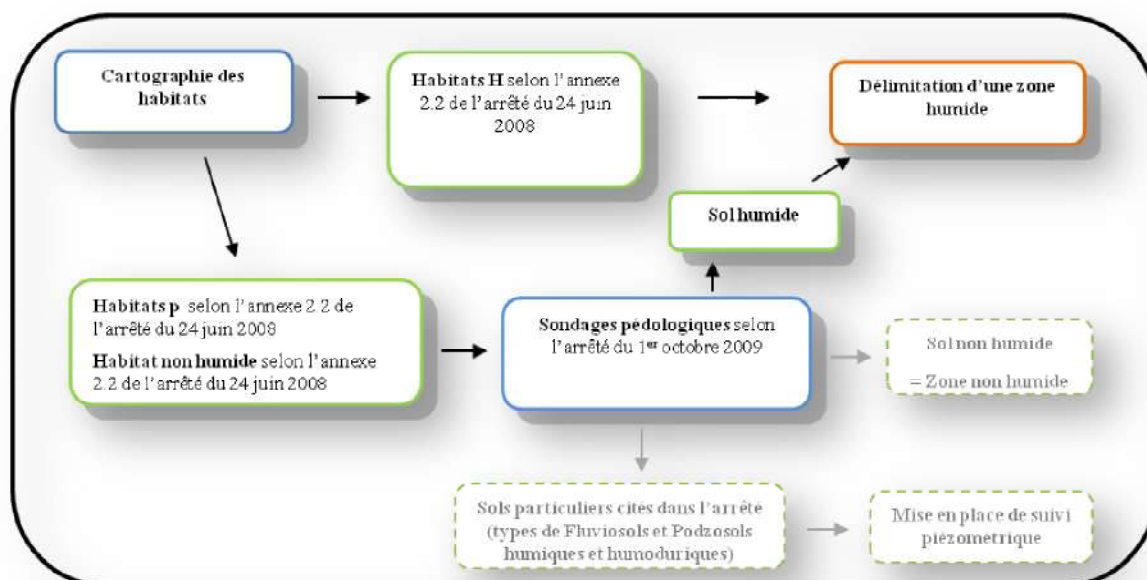 Cartographie des
habitats
Habitats H selon l'annexe
2.2 de l'arrêté du 24 juin
2008
Délimitation d'une zone
humide
Sol humide
Habitats p selon l'annexe 2.2 de
l'arrêté du 24 juin 2008
Habitat non humide selon l'annexe
2.2 de l'arrêté du 24 juin 2008
Sondages pédologiques selon
l'arrêté du 1er octobre 2009
Sol non humide
= Zone non humide
Sols particuliers cités dans l'arrêté
(types de Fluviosols et Podzosols
humiques et humoduriques)
Mise en place de suivi
piézométrique